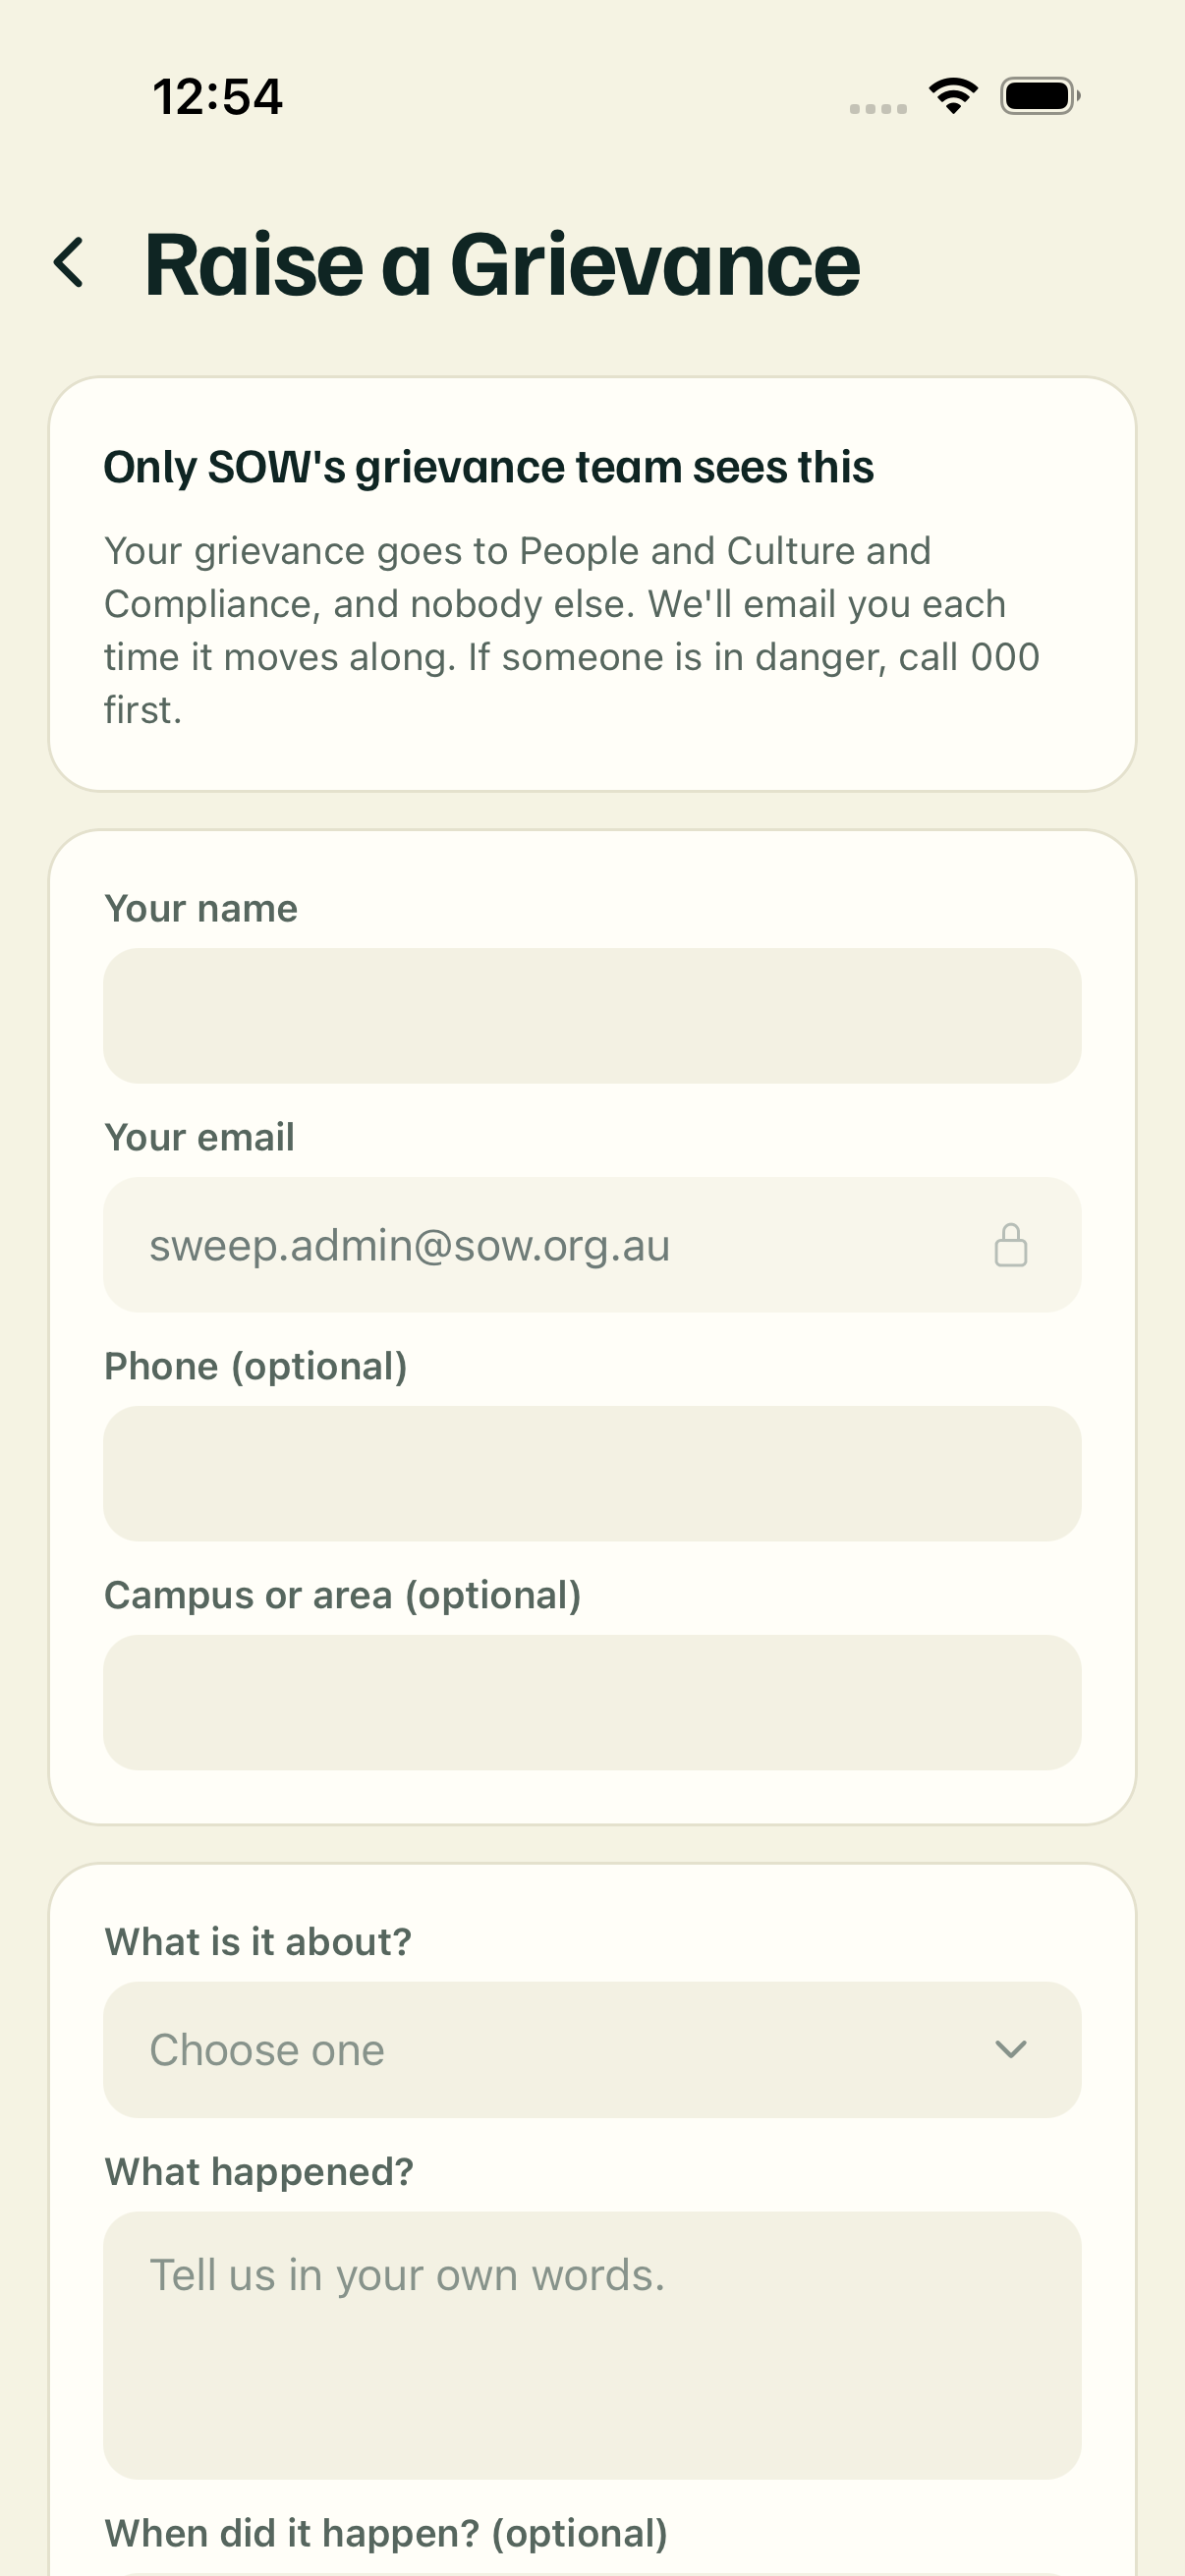 12:54
Raise a Grievance
Only SOW's grievance team sees this
Your grievance goes to People and Culture and
Compliance, and nobody else. We'll email you each
time it moves along. If someone is in danger, call 000
first.
Your name
Your email
sweep.admin@sow.org.au
Phone (optional)
Campus or area (optional)
What is it about?
Choose one
What happened?
Tell us in your own words.
When did it happen? (optional)